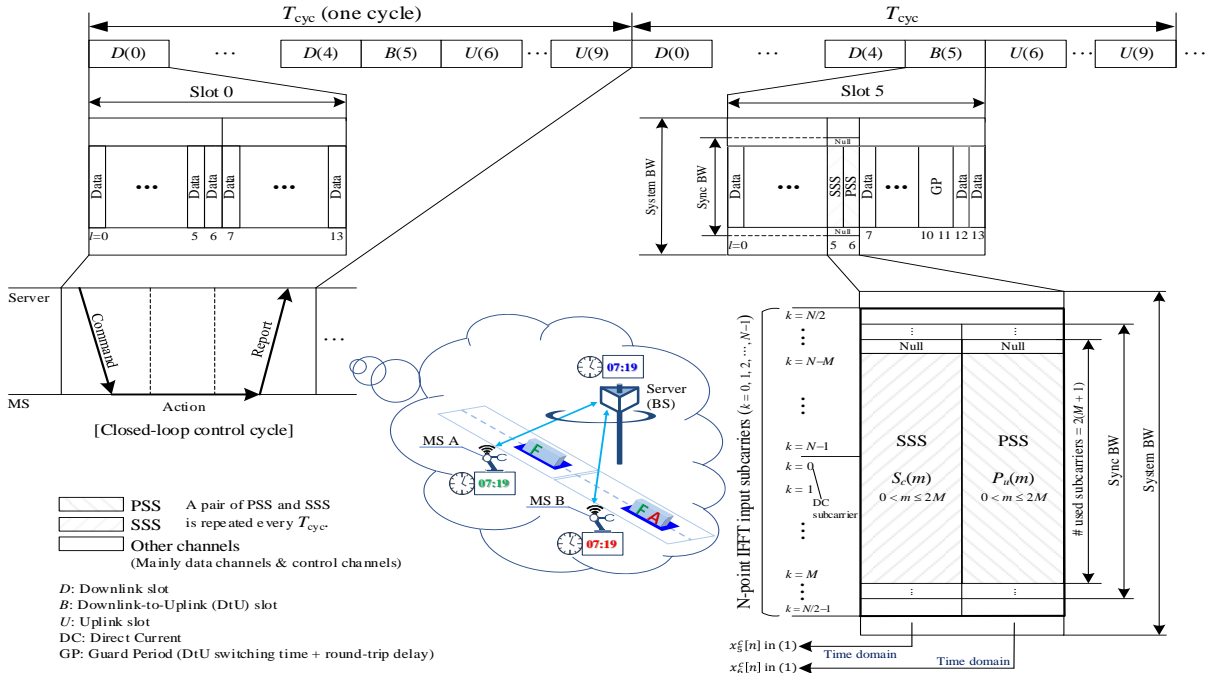 T_cyc (one cycle)
T_cyc
D(0) ... D(4) B(5) U(6) ... U(9) D(0) ... D(4) B(5) U(6) ... U(9) ...
Slot 0
Slot 5
Data ... Data Data Data ... Data
l=0 5 6 7 13
System BW
Sync BW
Null
Data ... SSS PSS Data ... GP Data Data
Null
l=0 5 6 7 10 11 12 13
Server
Command
Report
...
MS
Action
[Closed-loop control cycle]
07:19
Server
(BS)
MS A
F
07:19
MS B
F A
07:19
N-point IFFT input subcarriers (k = 0, 1, 2, ..., N−1)
k = N/2
k = N−M
k = N−1
k = 0
k = 1
DC
subcarrier
k = M
k = N/2−1
Null Null
SSS PSS
S_c(m) P_u(m)
0 < m ≤ 2M 0 < m ≤ 2M
# used subcarriers = 2(M + 1)
Sync BW
System BW
x_5^c[n] in (1)
Time domain
x_6^c[n] in (1)
Time domain
PSS
SSS
A pair of PSS and SSS
is repeated every T_cyc.
Other channels
(Mainly data channels & control channels)
D: Downlink slot
B: Downlink-to-Uplink (DtU) slot
U: Uplink slot
DC: Direct Current
GP: Guard Period (DtU switching time + round-trip delay)